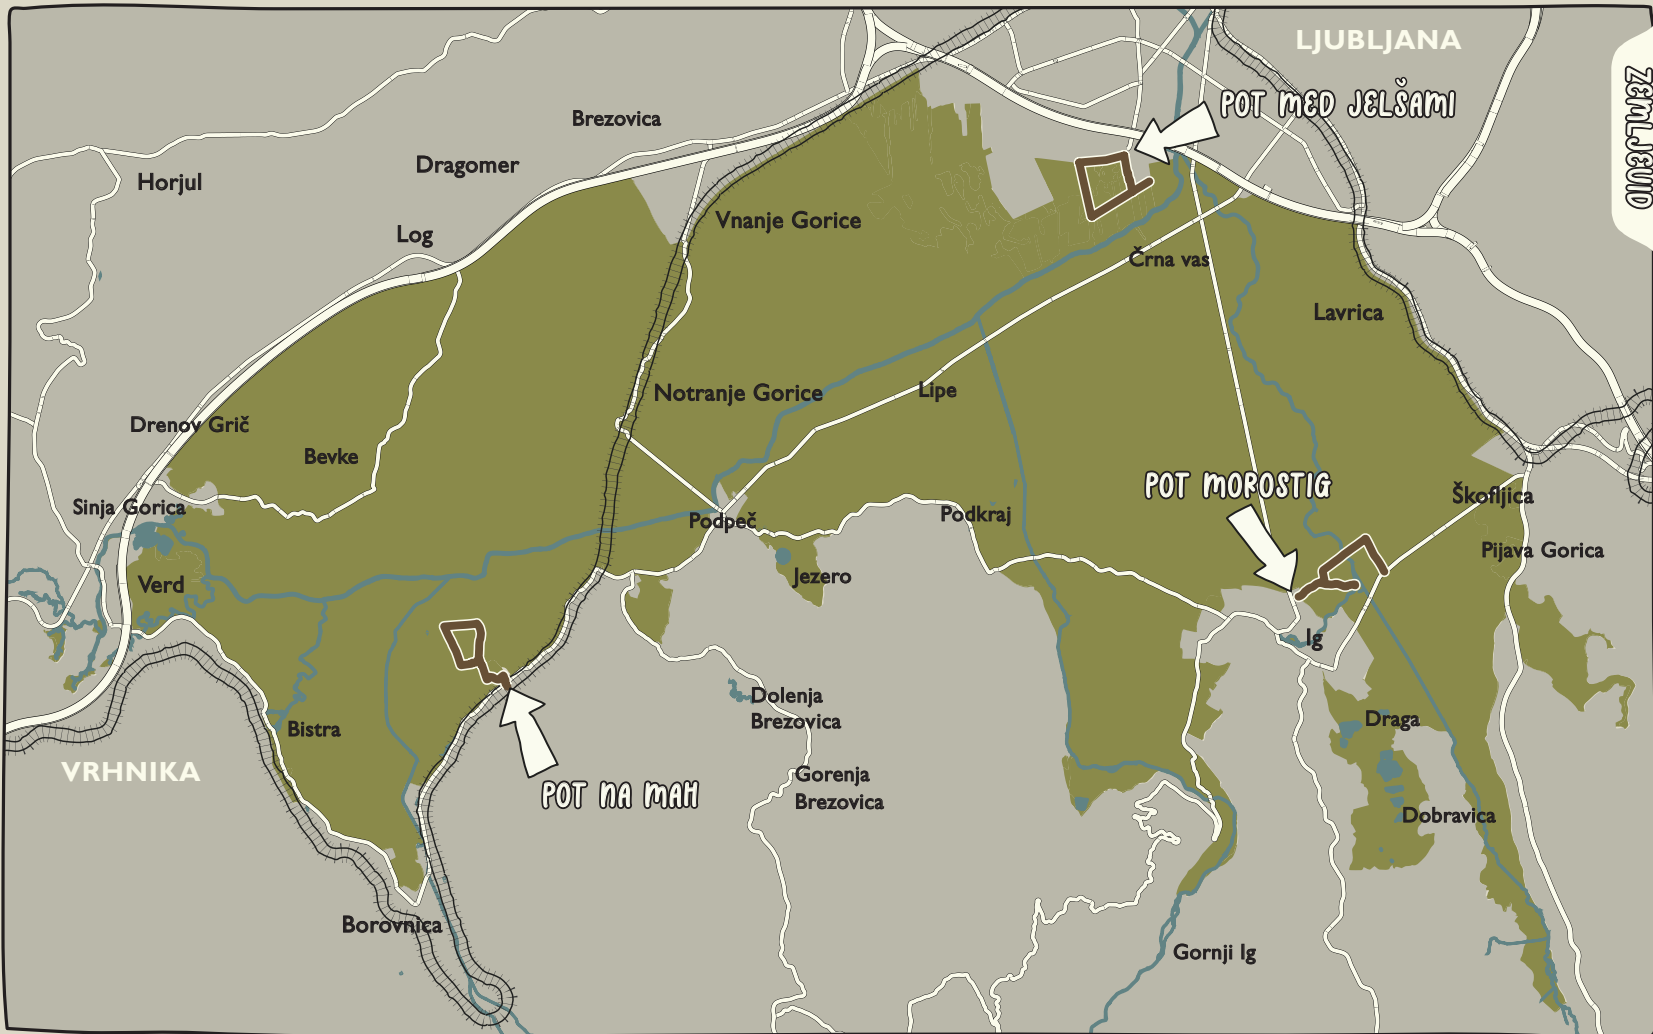 LJUBLJANA
ZEMLJEVID
POT MED JELŠAMI
Brezovica
Dragomer
Horjul
Vnanje Gorice
Log
Črna vas
Lavrica
Notranje Gorice
Lipe
Drenov Grič
Bevke
POT MOROSTIG
Škofljica
Sinja Gorica
Podpeč
Podkraj
Pijava Gorica
Jezero
Verd
Ig
Dolenja
Brezovica
Draga
Bistra
VRHNIKA
Gorenja
Brezovica
POT NA MAH
Dobravica
Borovnica
Gornji Ig